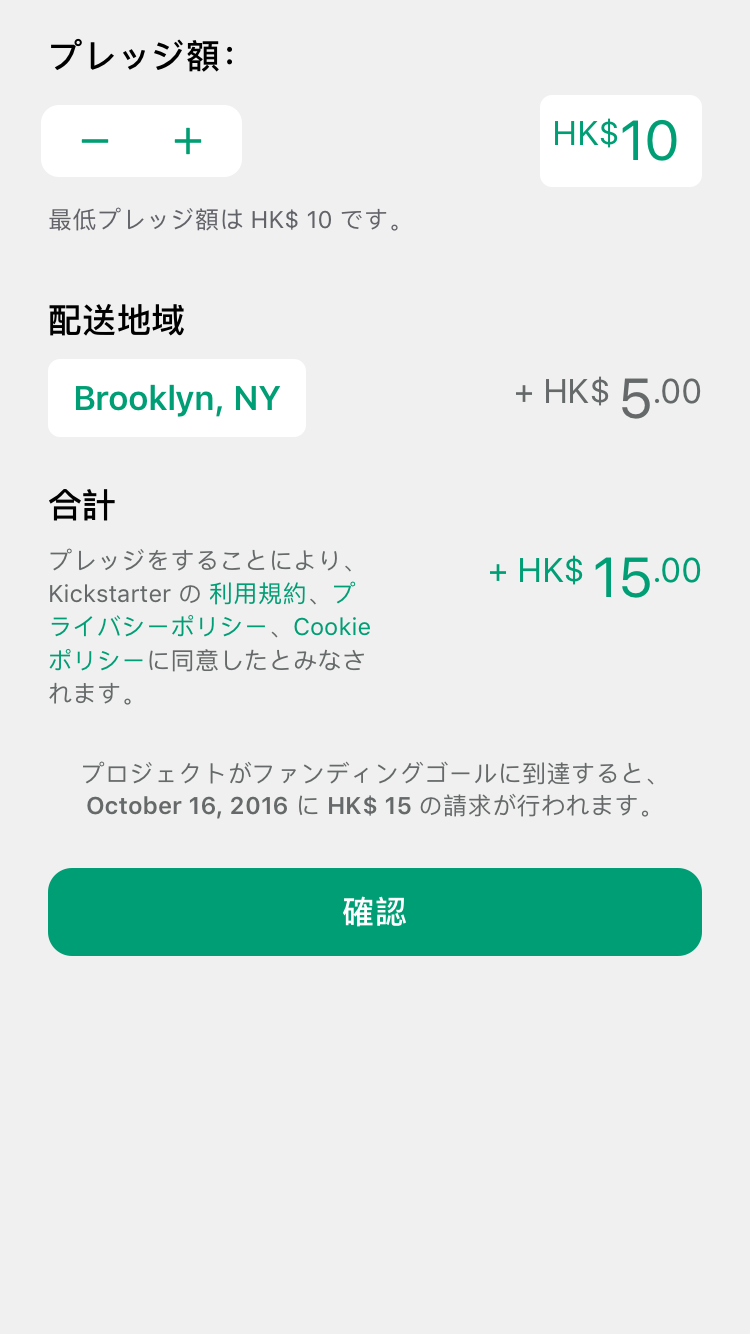 プレッジ額：
− +
HK$10
最低プレッジ額は HK$ 10 です。
配送地域
Brooklyn, NY
+ HK$ 5.00
合計
+ HK$ 15.00
プレッジをすることにより、
Kickstarter の 利用規約、プ
ライバシーポリシー、Cookie
ポリシーに同意したとみなさ
れます。
プロジェクトがファンディングゴールに到達すると、
October 16, 2016 に HK$ 15 の請求が行われます。
確認